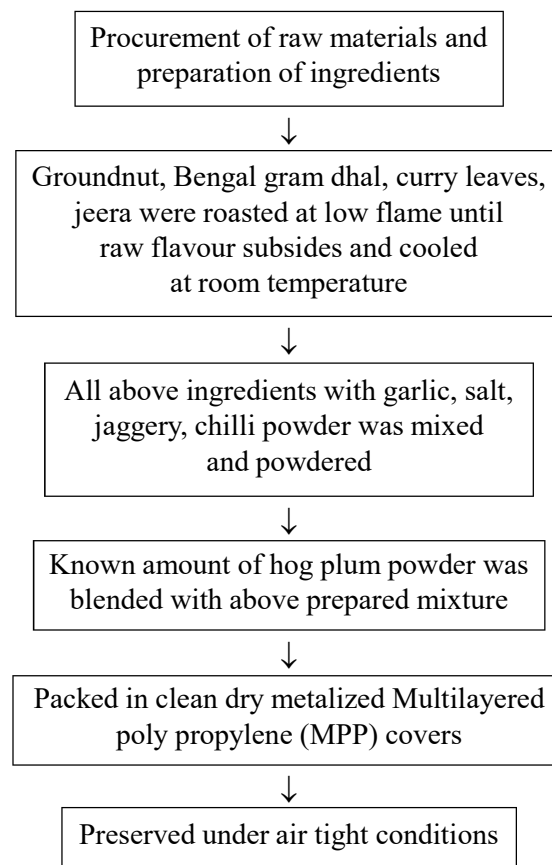 Procurement of raw materials and
preparation of ingredients
↓
Groundnut, Bengal gram dhal, curry leaves,
jeera were roasted at low flame until
raw flavour subsides and cooled
at room temperature
↓
All above ingredients with garlic, salt,
jaggery, chilli powder was mixed
and powdered
↓
Known amount of hog plum powder was
blended with above prepared mixture
↓
Packed in clean dry metalized Multilayered
poly propylene (MPP) covers
↓
Preserved under air tight conditions